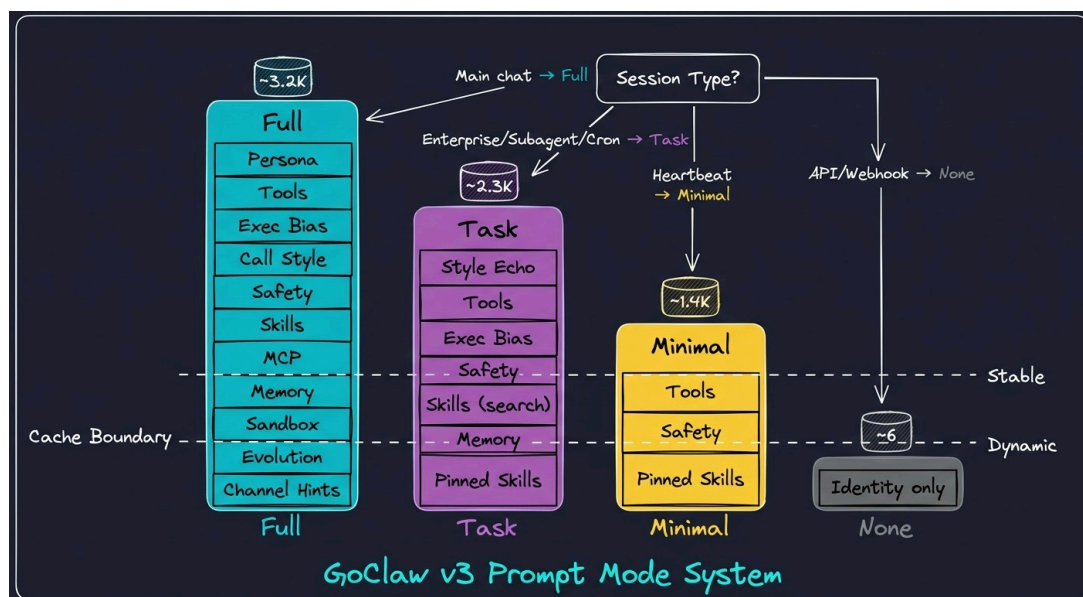 Session Type?
Main chat → Full
Enterprise/Subagent/Cron → Task
Heartbeat
→ Minimal
API/Webhook → None
~3.2K
Full
Persona
Tools
Exec Bias
Call Style
Safety
Skills
MCP
Memory
Sandbox
Evolution
Channel Hints
Full
~2.3K
Task
Style Echo
Tools
Exec Bias
Safety
Skills (search)
Memory
Pinned Skills
Task
~1.4K
Minimal
Tools
Safety
Pinned Skills
Minimal
~6
Identity only
None
Stable
Cache Boundary
Dynamic
GoClaw v3 Prompt Mode System